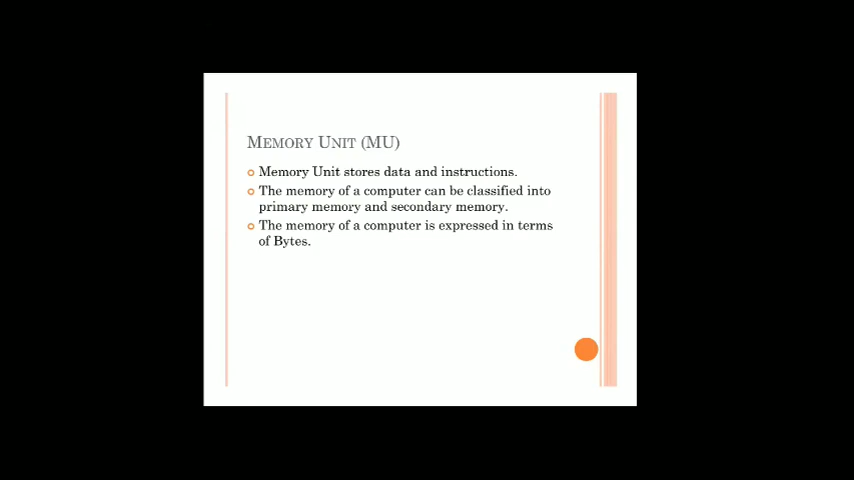 MEMORY UNIT (MU)
Memory Unit stores data and instructions.
The memory of a computer can be classified into
primary memory and secondary memory.
The memory of a computer is expressed in terms
of Bytes.